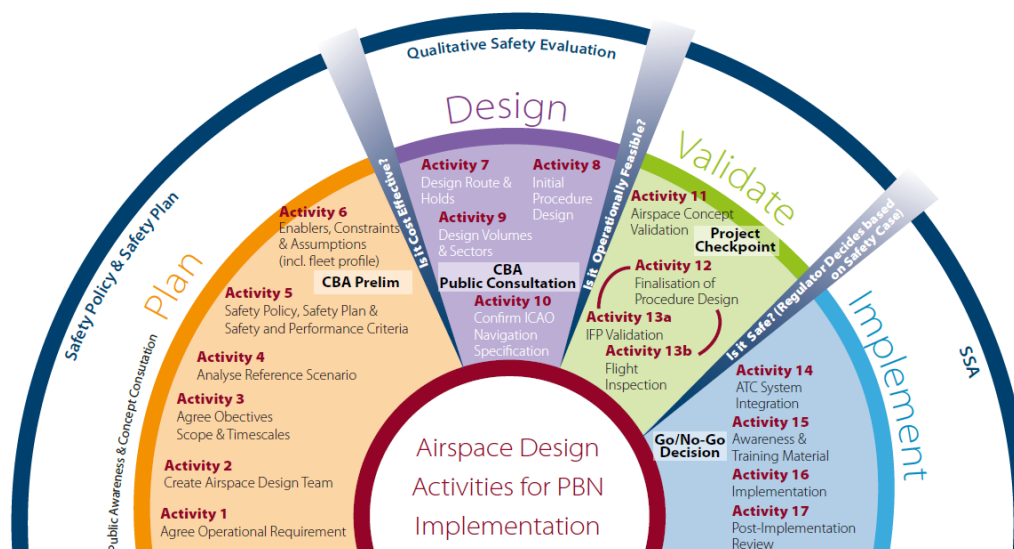 Safety Policy & Safety Plan
Qualitative Safety Evaluation
SSA
Public Awareness & Concept Consutation
Plan
Activity 1
Agree Operational Requirement
Activity 2
Create Airspace Design Team
Activity 3
Agree Obectives
Scope & Timescales
Activity 4
Analyse Reference Scenario
Activity 5
Safety Policy, Safety Plan &
Safety and Performance Criteria
Activity 6
Enablers, Constraints
& Assumptions
(incl. fleet profile)
CBA Prelim
Is it Cost Effective?
Design
Activity 7
Design Route &
Holds
Activity 8
Initial
Procedure
Design
Activity 9
Design Volumes
& Sectors
CBA
Public Consultation
Activity 10
Confirm ICAO
Navigation
Specification
Is it Operationally Feasible?
Validate
Activity 11
Airspace Concept
Validation
Project
Checkpoint
Activity 12
Finalisation of
Procedure Design
Activity 13a
IFP Validation
Activity 13b
Flight
Inspection
Is it Safe? (Regulator Decides based
on Safety Case)
Implement
Go/No-Go
Decision
Activity 14
ATC System
Integration
Activity 15
Awareness &
Training Material
Activity 16
Implementation
Activity 17
Post-Implementation
Review
Airspace Design
Activities for PBN
Implementation